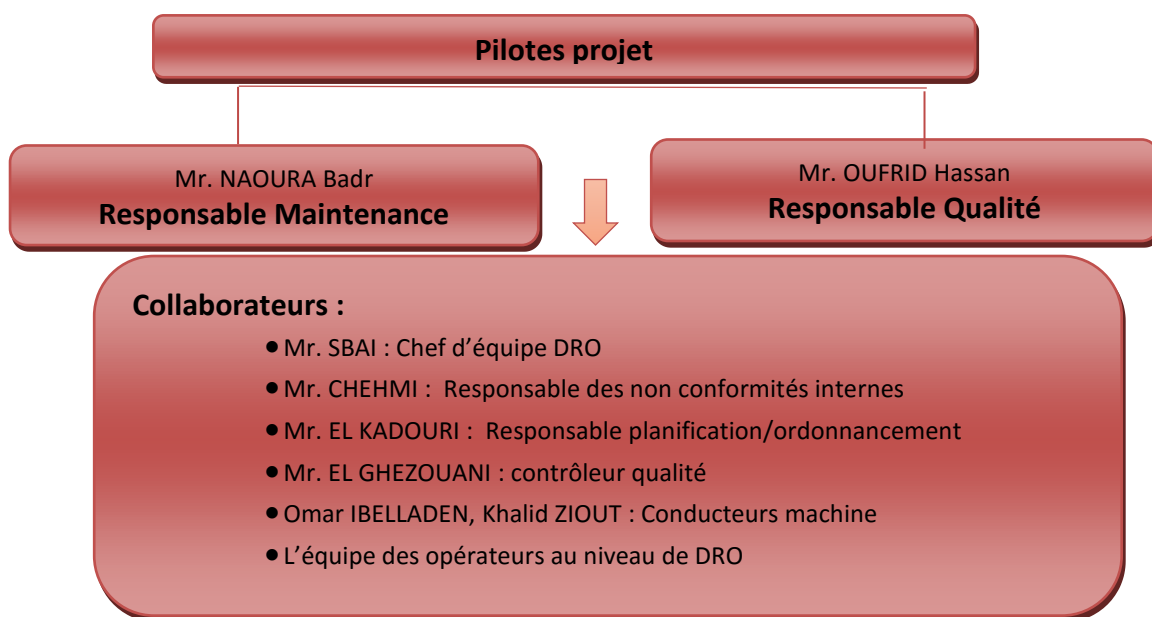 Pilotes projet
Mr. NAOURA Badr
Responsable Maintenance
Mr. OUFRID Hassan
Responsable Qualité
Collaborateurs :
• Mr. SBAI : Chef d’équipe DRO
• Mr. CHEHMI : Responsable des non conformités internes
• Mr. EL KADOURI : Responsable planification/ordonnancement
• Mr. EL GHEZOUANI : contrôleur qualité
• Omar IBELLADEN, Khalid ZIOUT : Conducteurs machine
• L’équipe des opérateurs au niveau de DRO